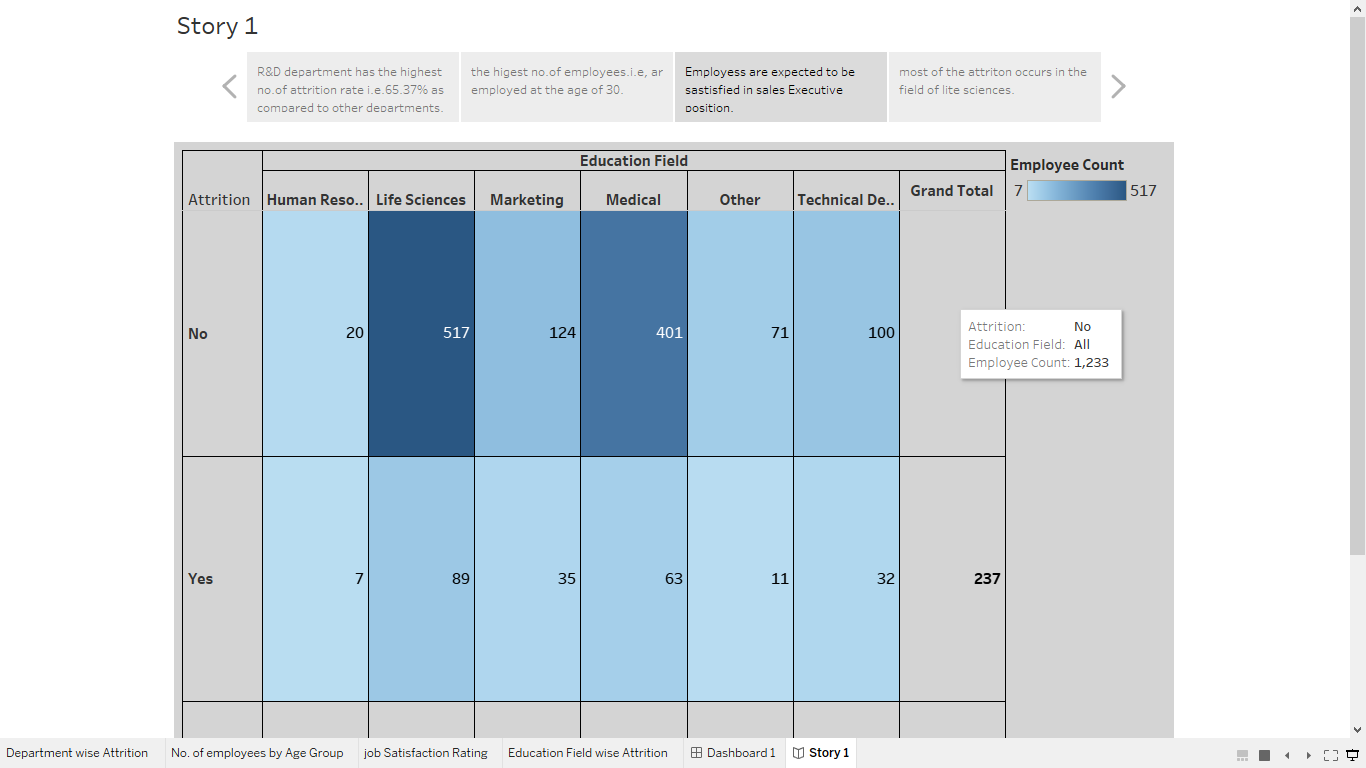 Story 1
R&D department has the highest
no.of attrition rate i.e.65.37% as
compared to other departments.
the higest no.of employees.i.e, ar
employed at the age of 30.
Employess are expected to be
sastisfied in sales Executive
position.
most of the attriton occurs in the
field of lite sciences.
Education Field
Attrition
Human Reso..
Life Sciences
Marketing
Medical
Other
Technical De..
Grand Total
Employee Count
7
517
No
20
517
124
401
71
100
Attrition: No
Education Field: All
Employee Count: 1,233
Yes
7
89
35
63
11
32
237
Department wise Attrition
No. of employees by Age Group
job Satisfaction Rating
Education Field wise Attrition
Dashboard 1
Story 1